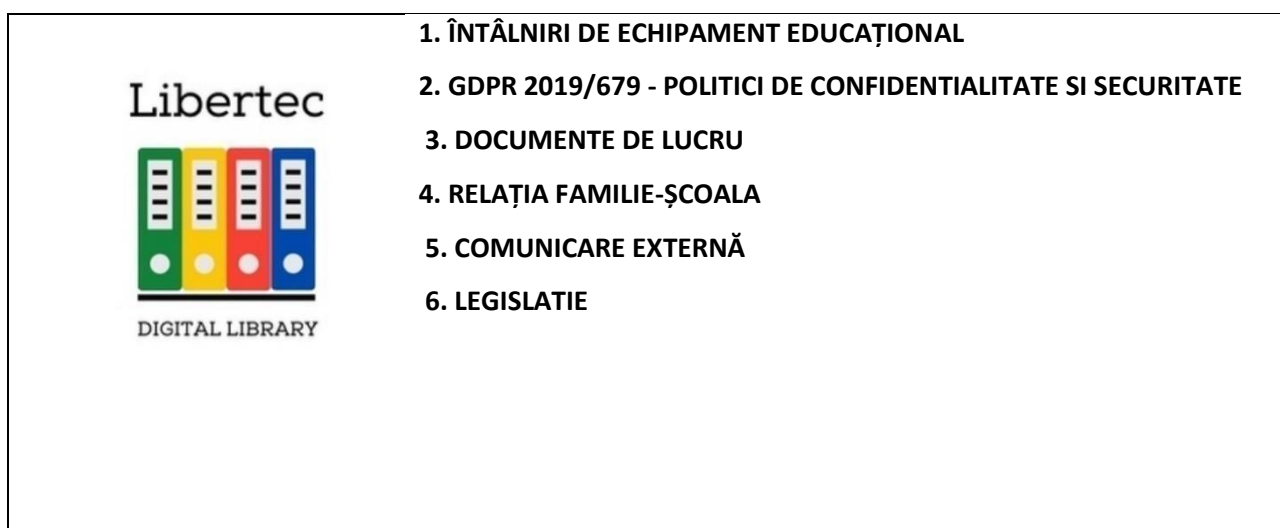 Libertec
DIGITAL LIBRARY
1. ÎNTÂLNIRI DE ECHIPAMENT EDUCAȚIONAL
2. GDPR 2019/679 - POLITICI DE CONFIDENTIALITATE SI SECURITATE
3. DOCUMENTE DE LUCRU
4. RELAȚIA FAMILIE-ȘCOALA
5. COMUNICARE EXTERNĂ
6. LEGISLATIE